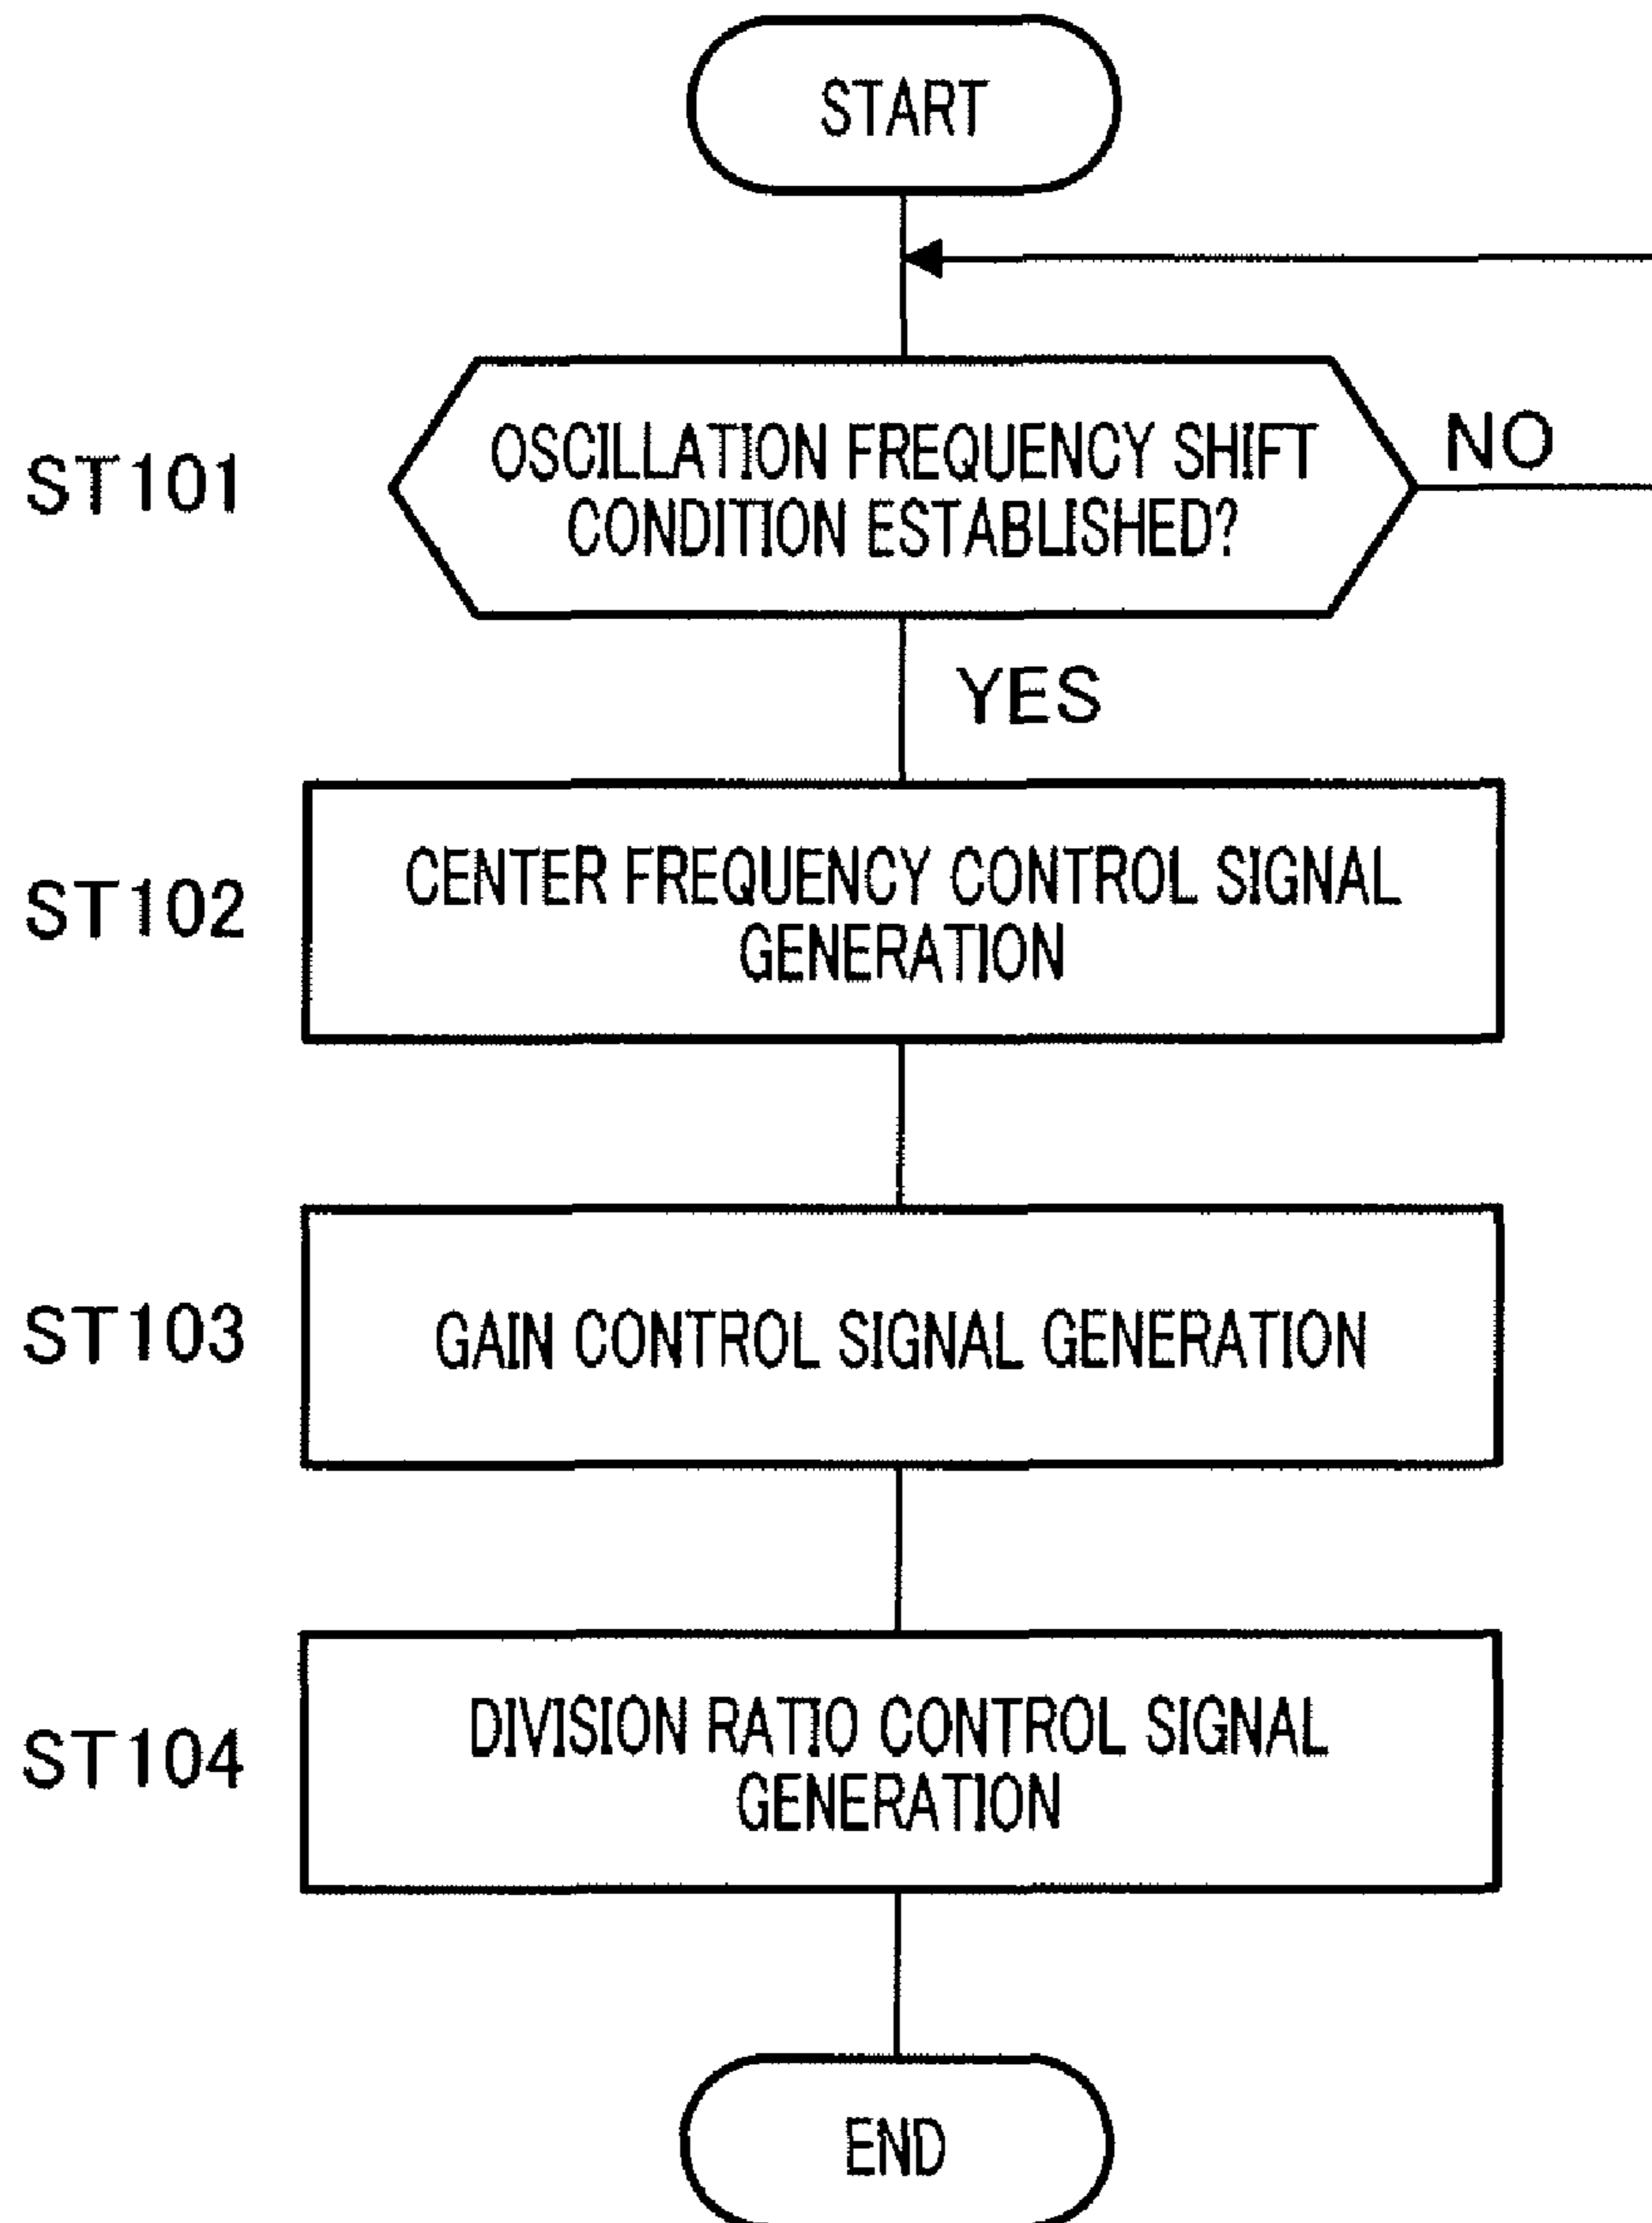 START
ST101
OSCILLATION FREQUENCY SHIFT
CONDITION ESTABLISHED?
NO
YES
ST102
CENTER FREQUENCY CONTROL SIGNAL
GENERATION
ST103
GAIN CONTROL SIGNAL GENERATION
ST104
DIVISION RATIO CONTROL SIGNAL
GENERATION
END